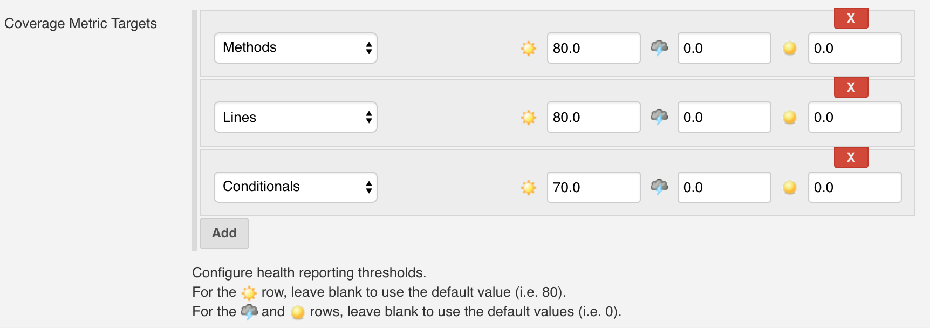 Coverage Metric Targets
X
Methods 80.0 0.0 0.0
X
Lines 80.0 0.0 0.0
X
Conditionals 70.0 0.0 0.0
Add
Configure health reporting thresholds.
For the row, leave blank to use the default value (i.e. 80).
For the and rows, leave blank to use the default values (i.e. 0).